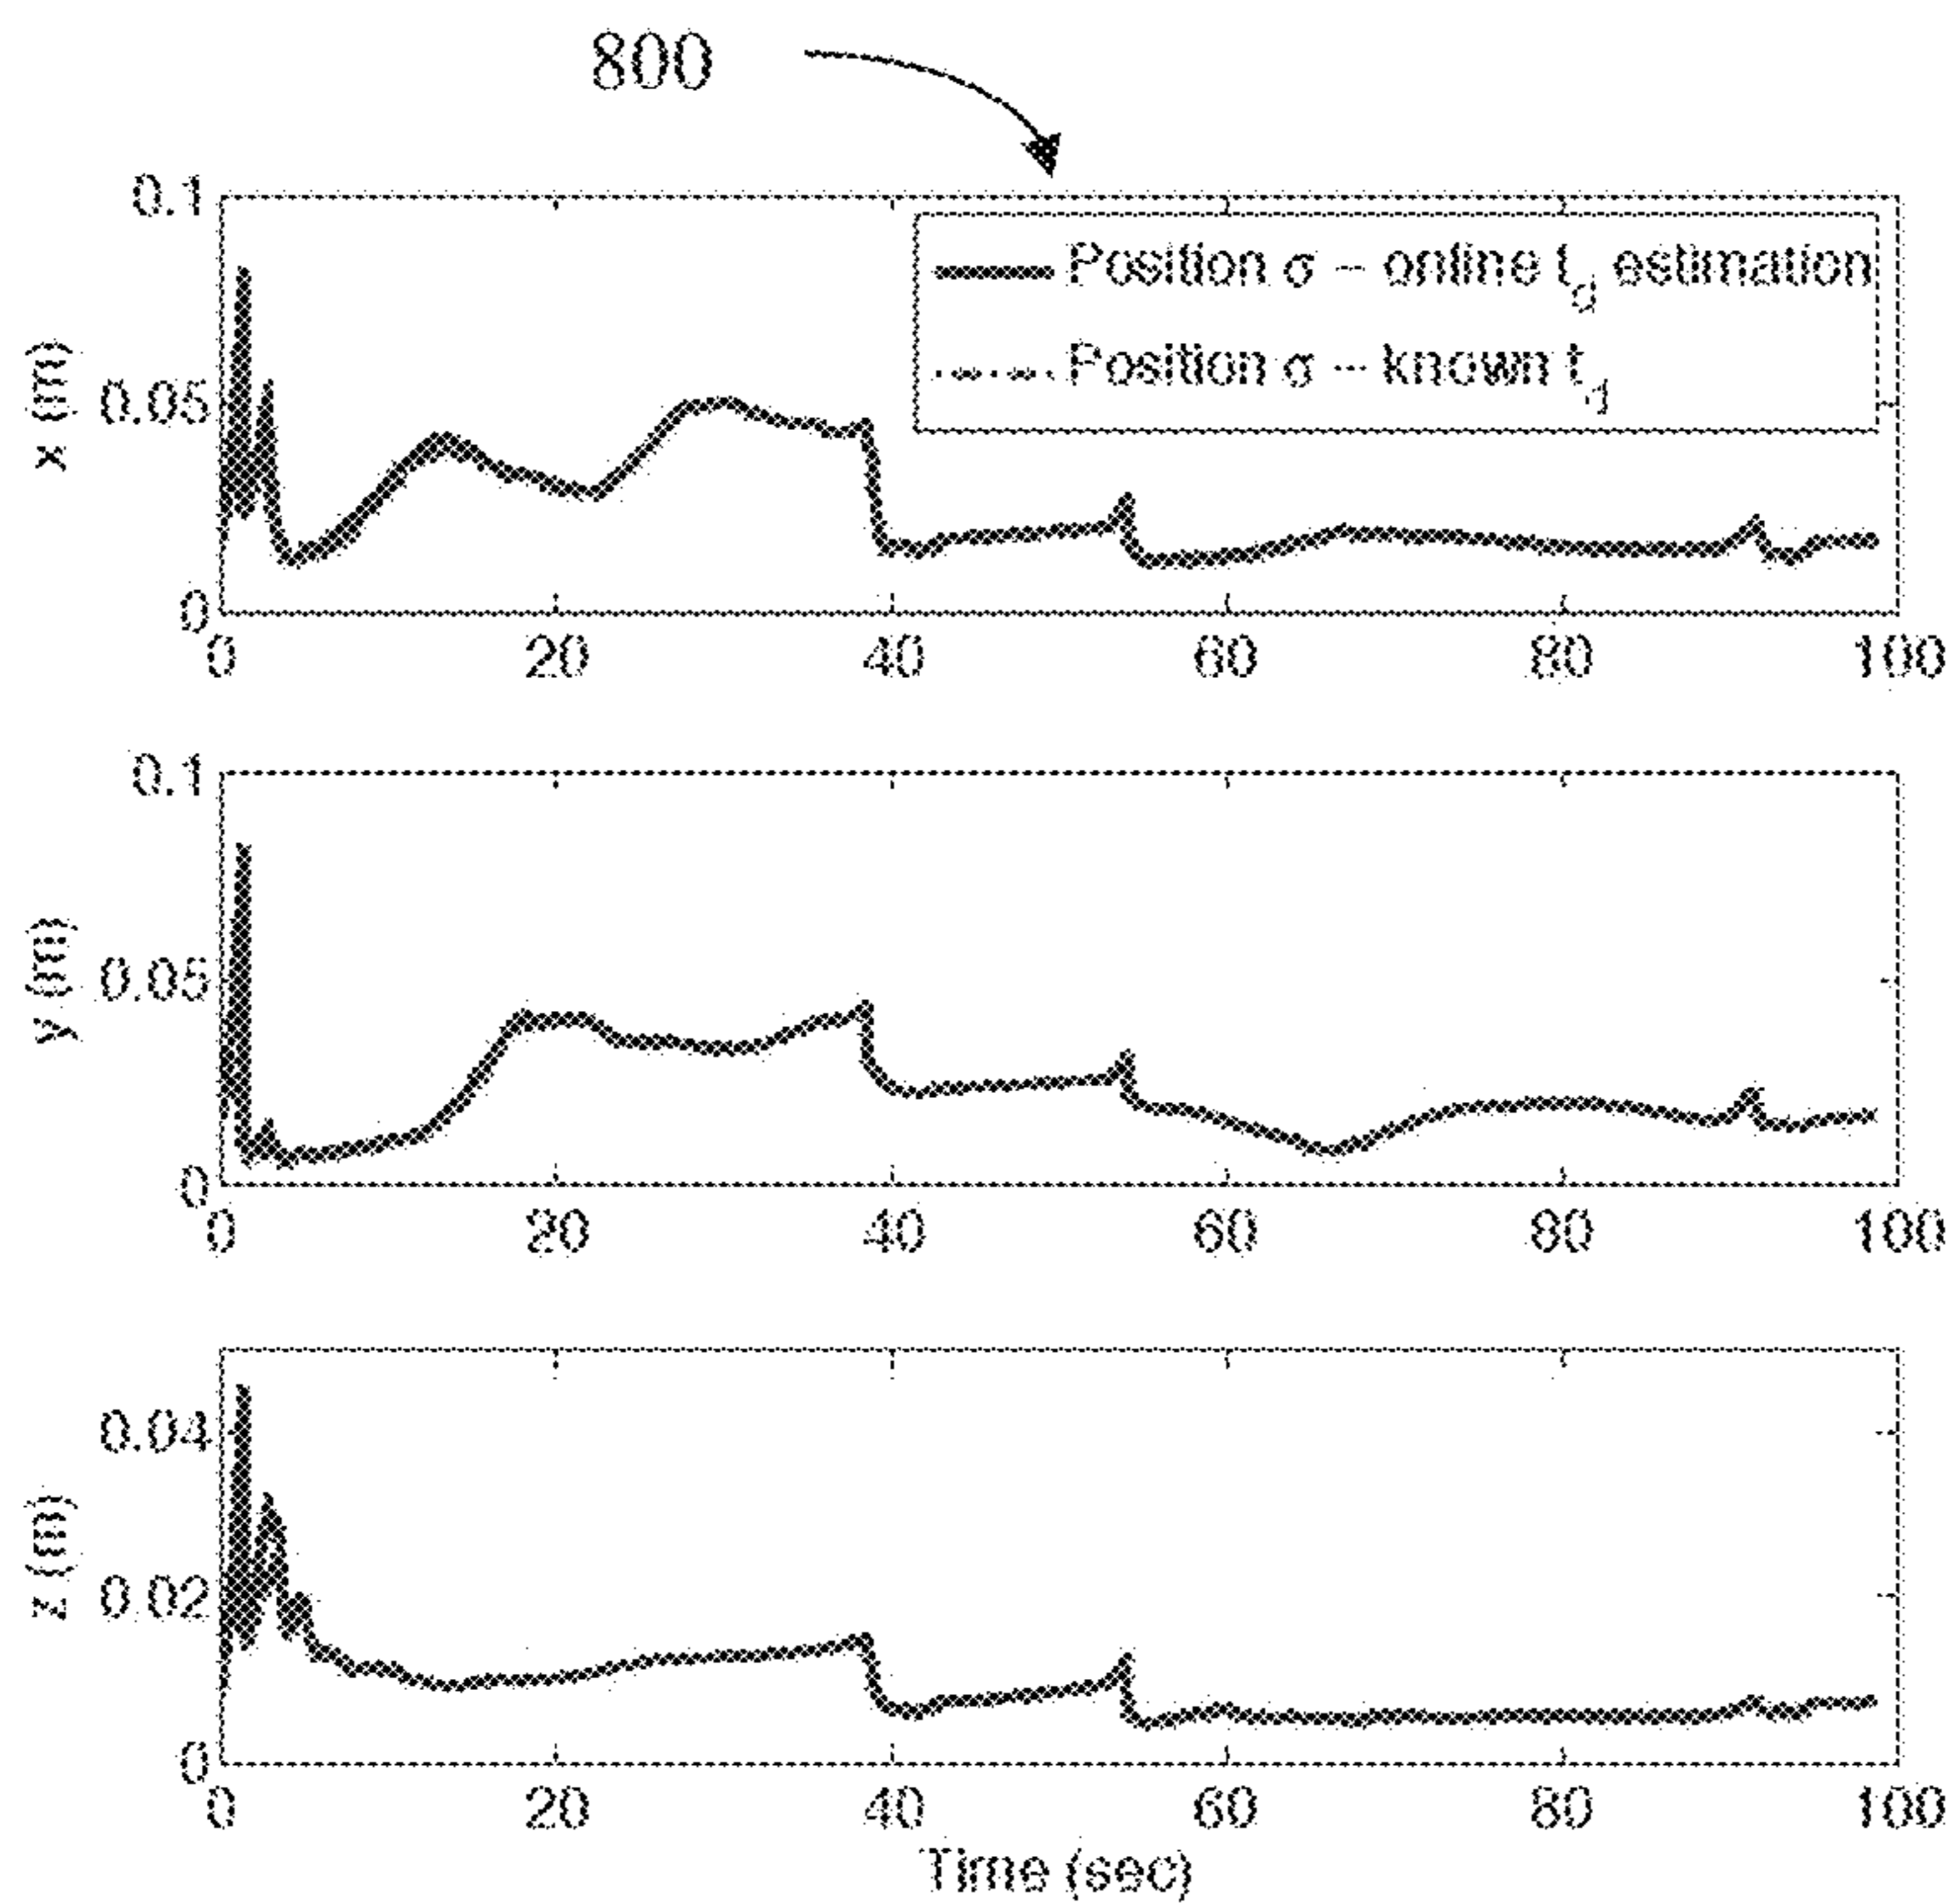 800
0.1
0.05
0
x (m)
Position σ – online t_d estimation
Position σ – known t_d
0 20 40 60 80 100
0.1
0.05
0
y (m)
0 20 40 60 80 100
0.04
0.02
0
z (m)
0 20 40 60 80 100
Time (sec)